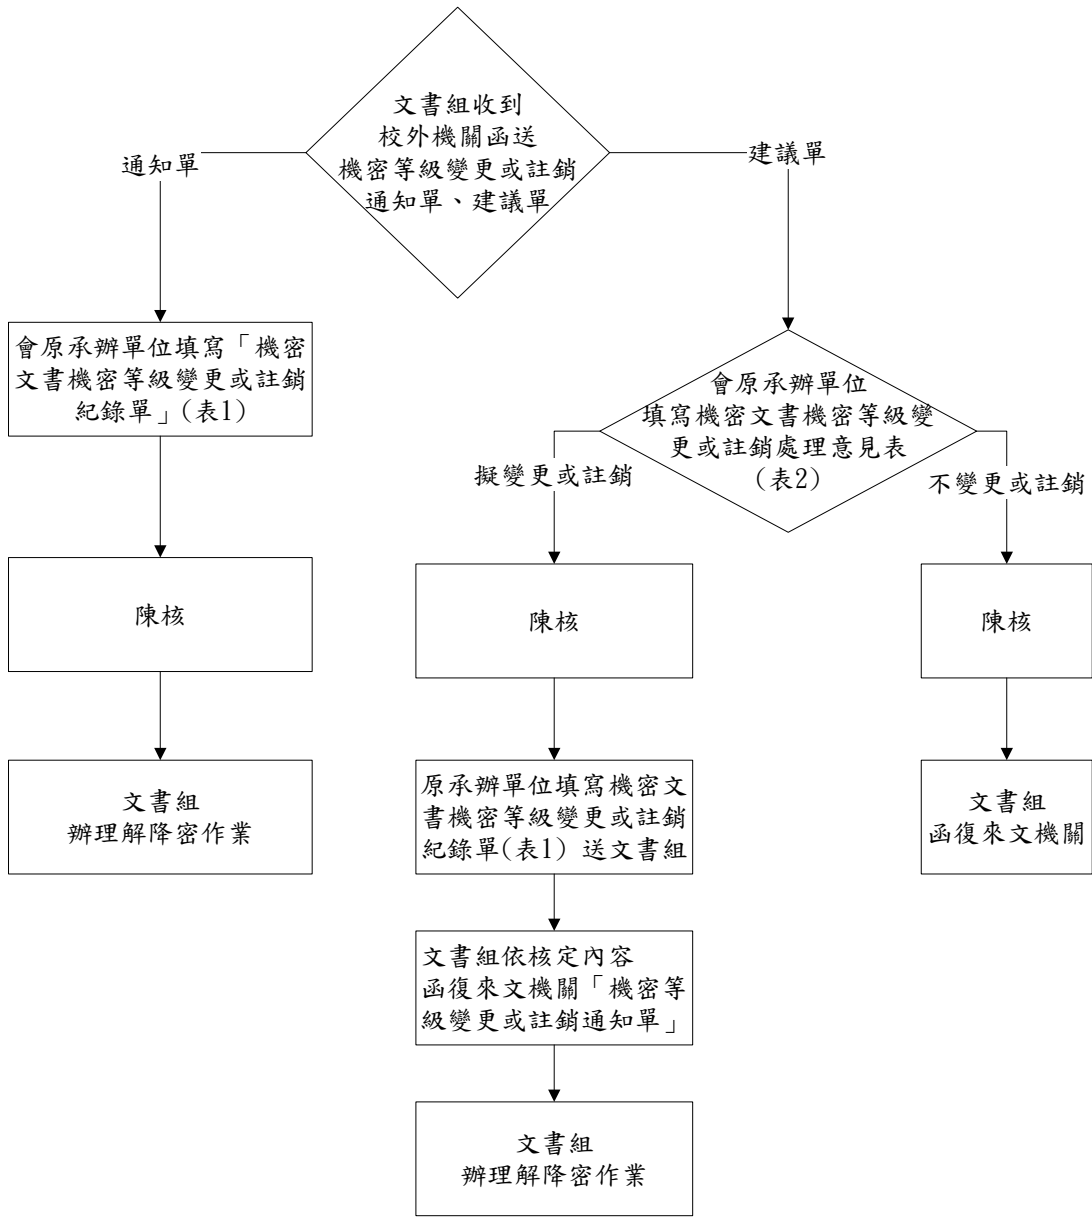 文書組收到
校外機關函送
機密等級變更或註銷
通知單、建議單
通知單
建議單
會原承辦單位填寫「機密
文書機密等級變更或註銷
紀錄單」(表1)
會原承辦單位
填寫機密文書機密等級變
更或註銷處理意見表
(表2)
擬變更或註銷
不變更或註銷
陳核
陳核
陳核
文書組
辦理解降密作業
原承辦單位填寫機密文
書機密等級變更或註銷
紀錄單(表1) 送文書組
文書組
函復來文機關
文書組依核定內容
函復來文機關「機密等
級變更或註銷通知單」
文書組
辦理解降密作業